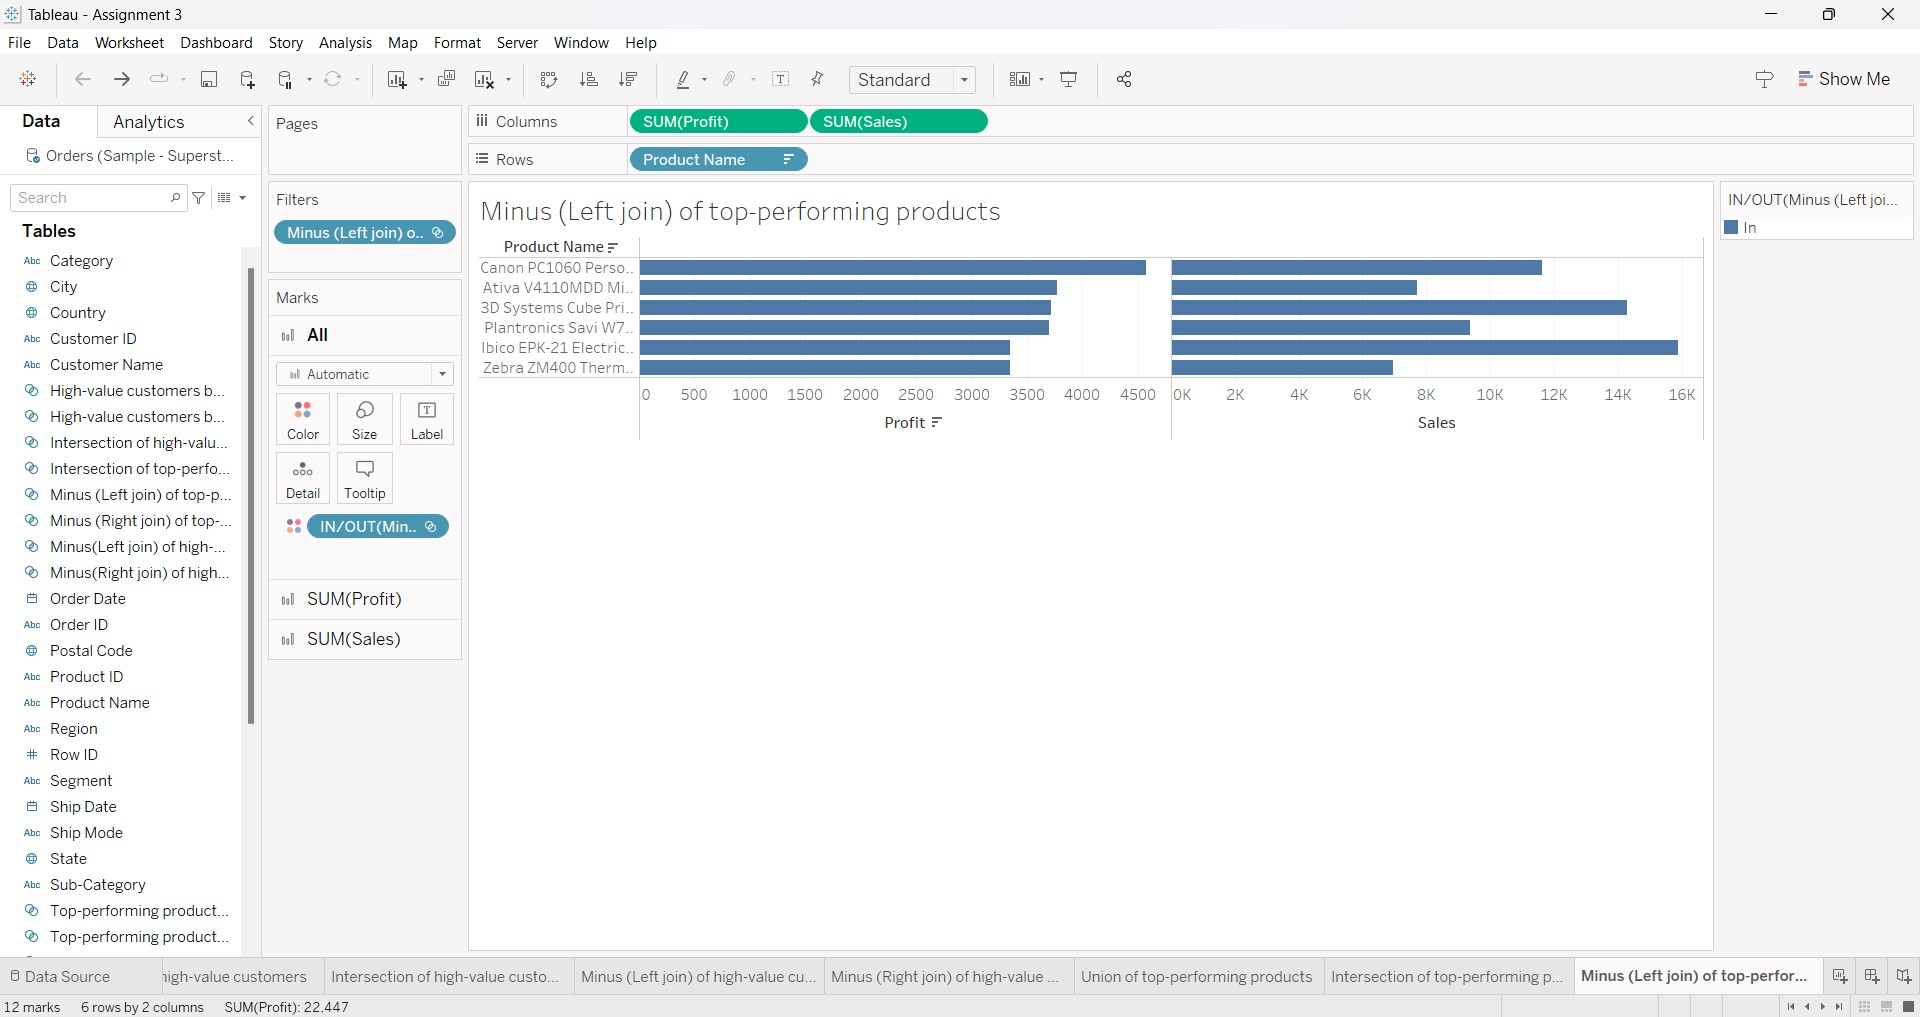 Tableau - Assignment 3
File Data Worksheet Dashboard Story Analysis Map Format Server Window Help
Standard
Show Me
Data
Analytics
Orders (Sample - Superst...
Search
Tables
Abc Category
City
Country
Abc Customer ID
Abc Customer Name
High-value customers b...
High-value customers b...
Intersection of high-valu...
Intersection of top-perfo...
Minus (Left join) of top-p...
Minus (Right join) of top-...
Minus(Left join) of high-...
Minus(Right join) of high...
Order Date
Abc Order ID
Postal Code
Abc Product ID
Abc Product Name
Abc Region
# Row ID
Abc Segment
Ship Date
Abc Ship Mode
State
Abc Sub-Category
Top-performing product...
Top-performing product...
Pages
Filters
Minus (Left join) o..
Marks
All
Automatic
Color
Size
T
Label
Detail
Tooltip
IN/OUT(Min..
SUM(Profit)
SUM(Sales)
Columns
SUM(Profit)
SUM(Sales)
Rows
Product Name
Minus (Left join) of top-performing products
Product Name
Canon PC1060 Perso..
Ativa V4110MDD Mi..
3D Systems Cube Pri..
Plantronics Savi W7..
Ibico EPK-21 Electric..
Zebra ZM400 Therm..
0 500 1000 1500 2000 2500 3000 3500 4000 4500
Profit
0K 2K 4K 6K 8K 10K 12K 14K 16K
Sales
IN/OUT(Minus (Left joi...
In
Data Source
high-value customers
Intersection of high-value custo...
Minus (Left join) of high-value cu...
Minus (Right join) of high-value ...
Union of top-performing products
Intersection of top-performing p...
Minus (Left join) of top-perfor...
12 marks
6 rows by 2 columns
SUM(Profit): 22,447